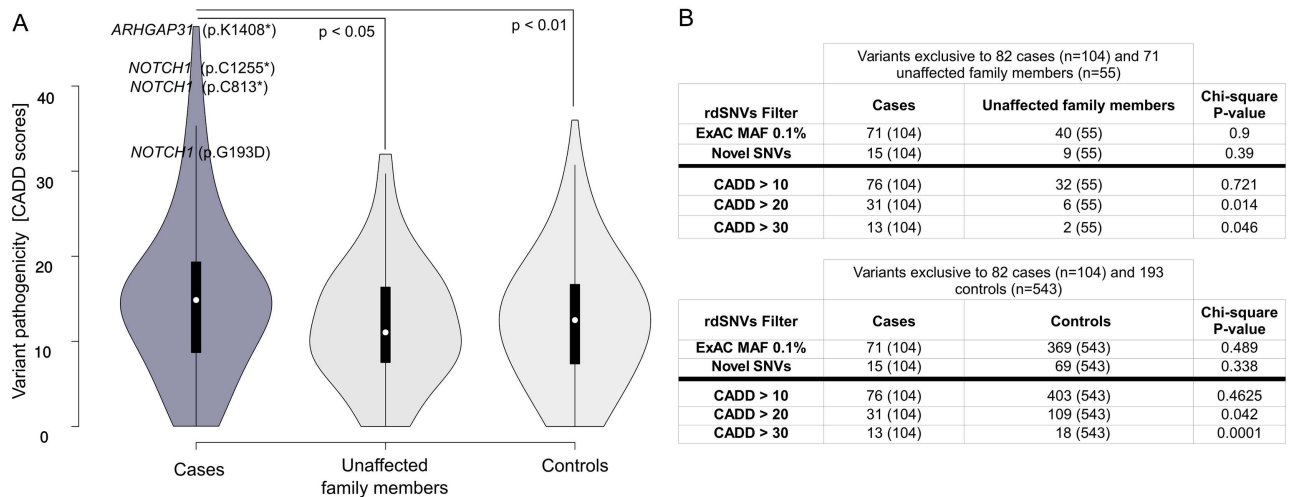 A
ARHGAP31 (p.K1408*)
p < 0.05
p < 0.01
NOTCH1 (p.C1255*)
NOTCH1 (p.C813*)
NOTCH1 (p.G193D)
Variant pathogenicity [CADD scores]
40
30
20
10
0
Cases
Unaffected
family members
Controls
B
Variants exclusive to 82 cases (n=104) and 71
unaffected family members (n=55)
rdSNVs Filter Cases Unaffected family members Chi-square
P-value
ExAC MAF 0.1% 71 (104) 40 (55) 0.9
Novel SNVs 15 (104) 9 (55) 0.39
CADD > 10 76 (104) 32 (55) 0.721
CADD > 20 31 (104) 6 (55) 0.014
CADD > 30 13 (104) 2 (55) 0.046
Variants exclusive to 82 cases (n=104) and 193
controls (n=543)
rdSNVs Filter Cases Controls Chi-square
P-value
ExAC MAF 0.1% 71 (104) 369 (543) 0.489
Novel SNVs 15 (104) 69 (543) 0.338
CADD > 10 76 (104) 403 (543) 0.4625
CADD > 20 31 (104) 109 (543) 0.042
CADD > 30 13 (104) 18 (543) 0.0001